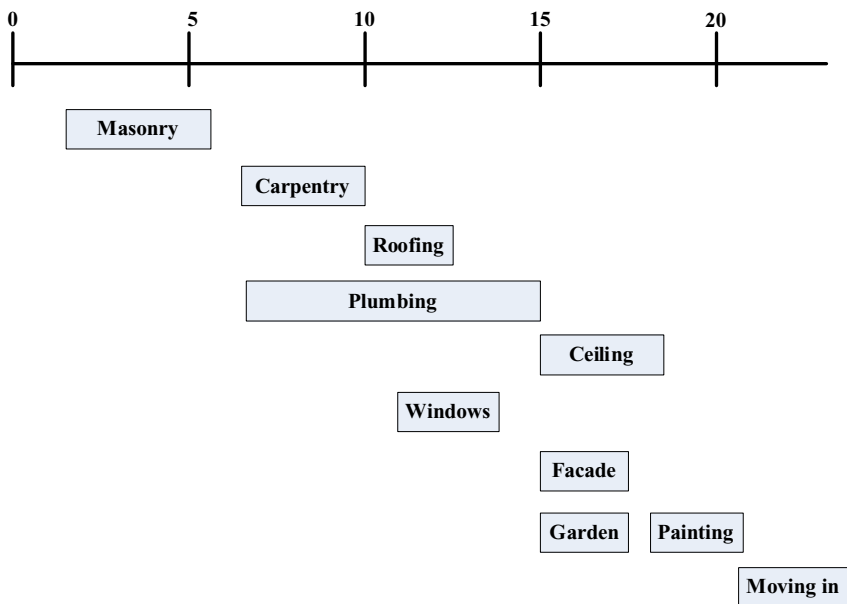 0 5 10 15 20
Masonry
Carpentry
Roofing
Plumbing
Ceiling
Windows
Facade
Garden Painting
Moving in